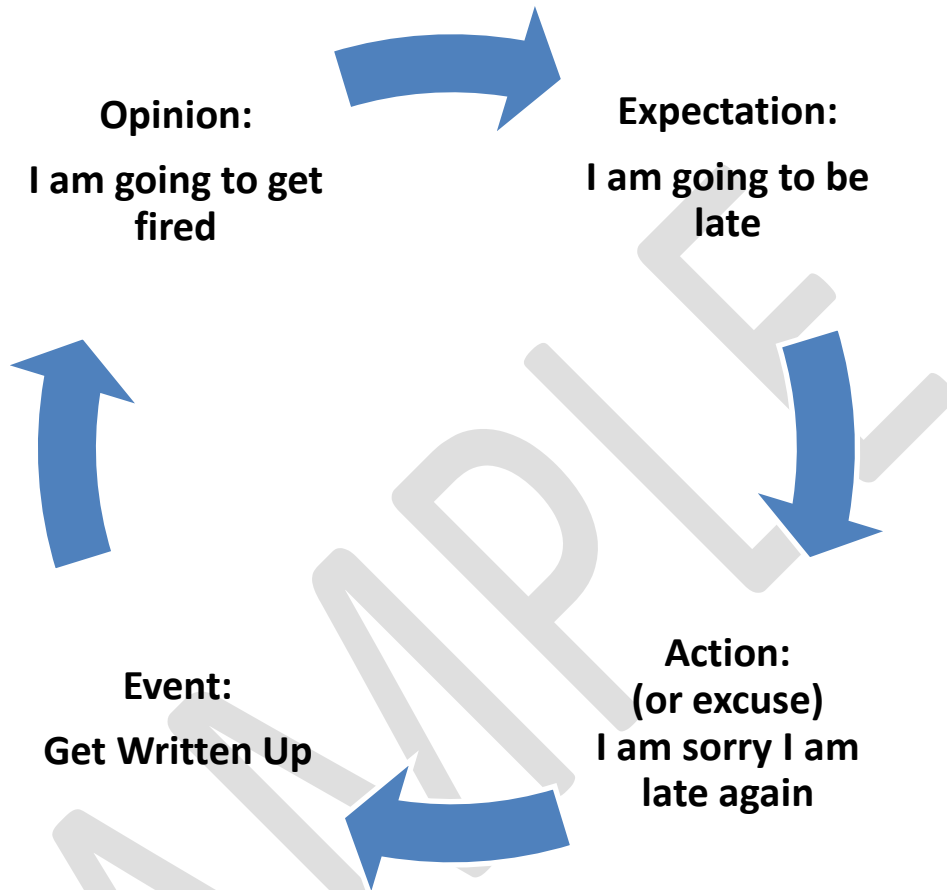 Opinion:
I am going to get
fired
Expectation:
I am going to be
late
Action:
(or excuse)
I am sorry I am
late again
Event:
Get Written Up
SAMPLE